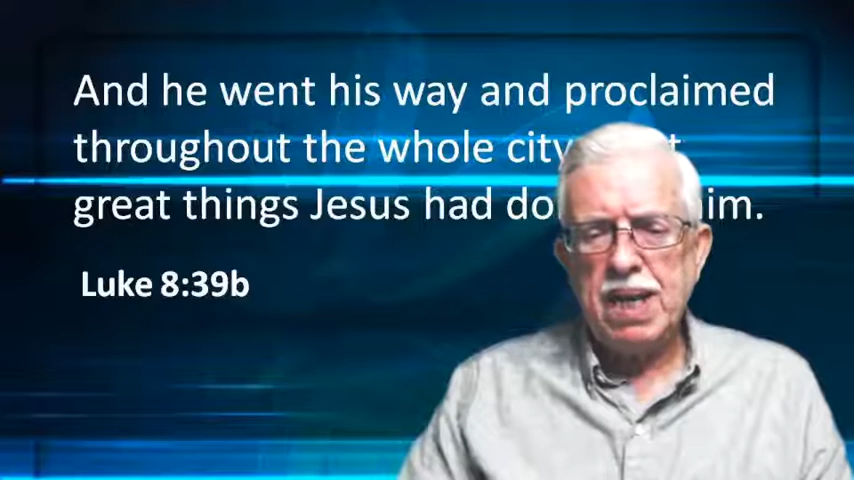 And he went his way and proclaimed
throughout the whole city
great things Jesus had
Luke 8:39b